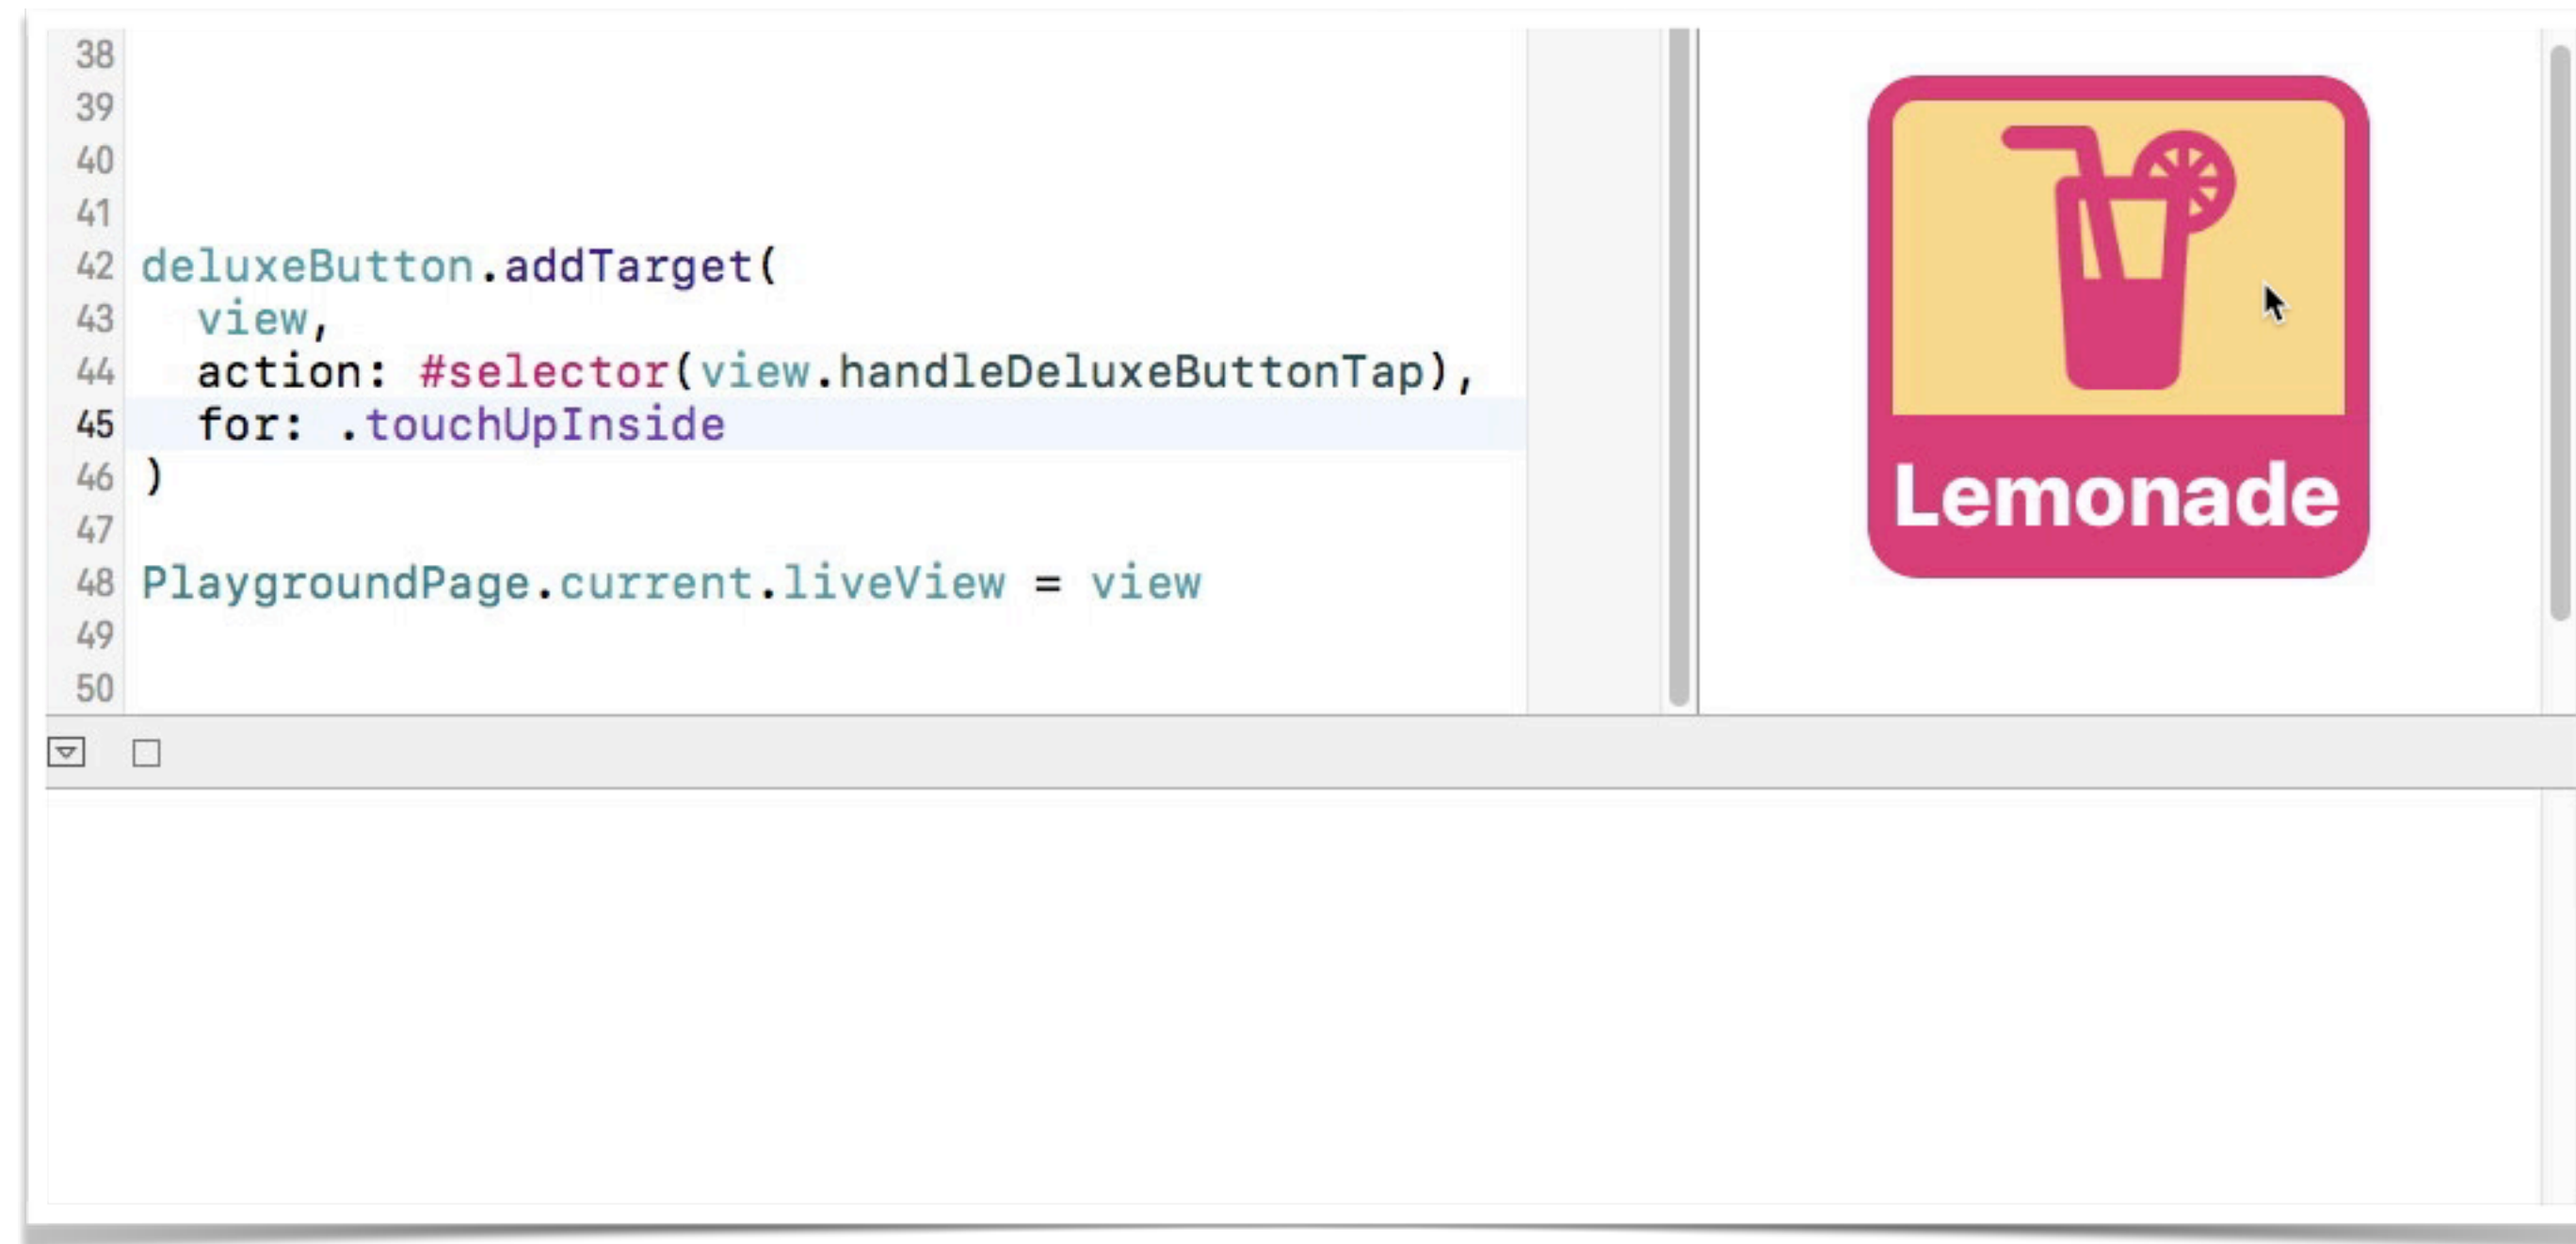 38
39
40
41
42 deluxeButton.addTarget(
43   view,
44   action: #selector(view.handleDeluxeButtonTap),
45   for: .touchUpInside
46 )
47
48 PlaygroundPage.current.liveView = view
49
50
Lemonade